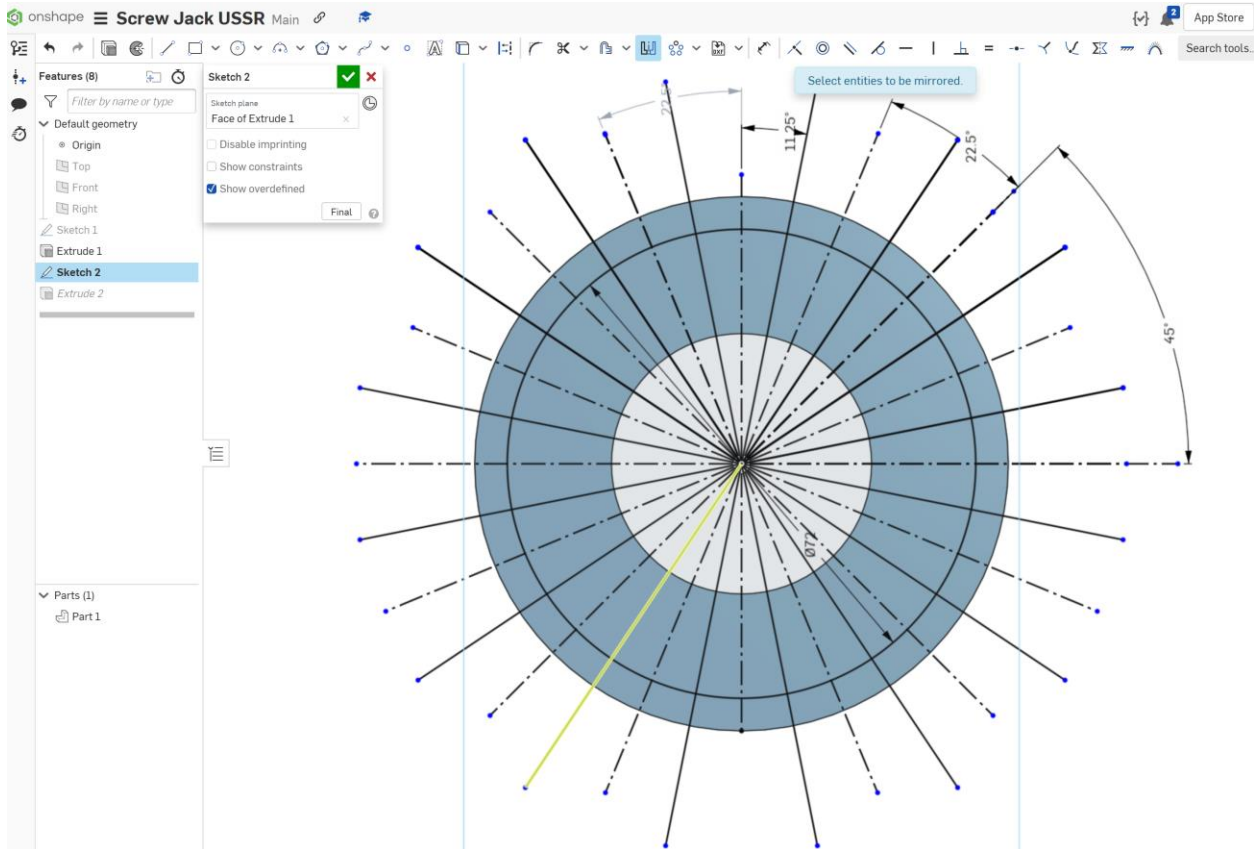 onshape Screw Jack USSR Main
2 App Store
Search tools...
Features (8)
Filter by name or type
Default geometry
Origin
Top
Front
Right
Sketch 1
Extrude 1
Sketch 2
Extrude 2
Parts (1)
Part 1
Sketch 2
Sketch plane
Face of Extrude 1
Disable imprinting
Show constraints
Show overdefined
Final
Select entities to be mirrored.
22.5°
11.25°
22.5°
45°
Ø72